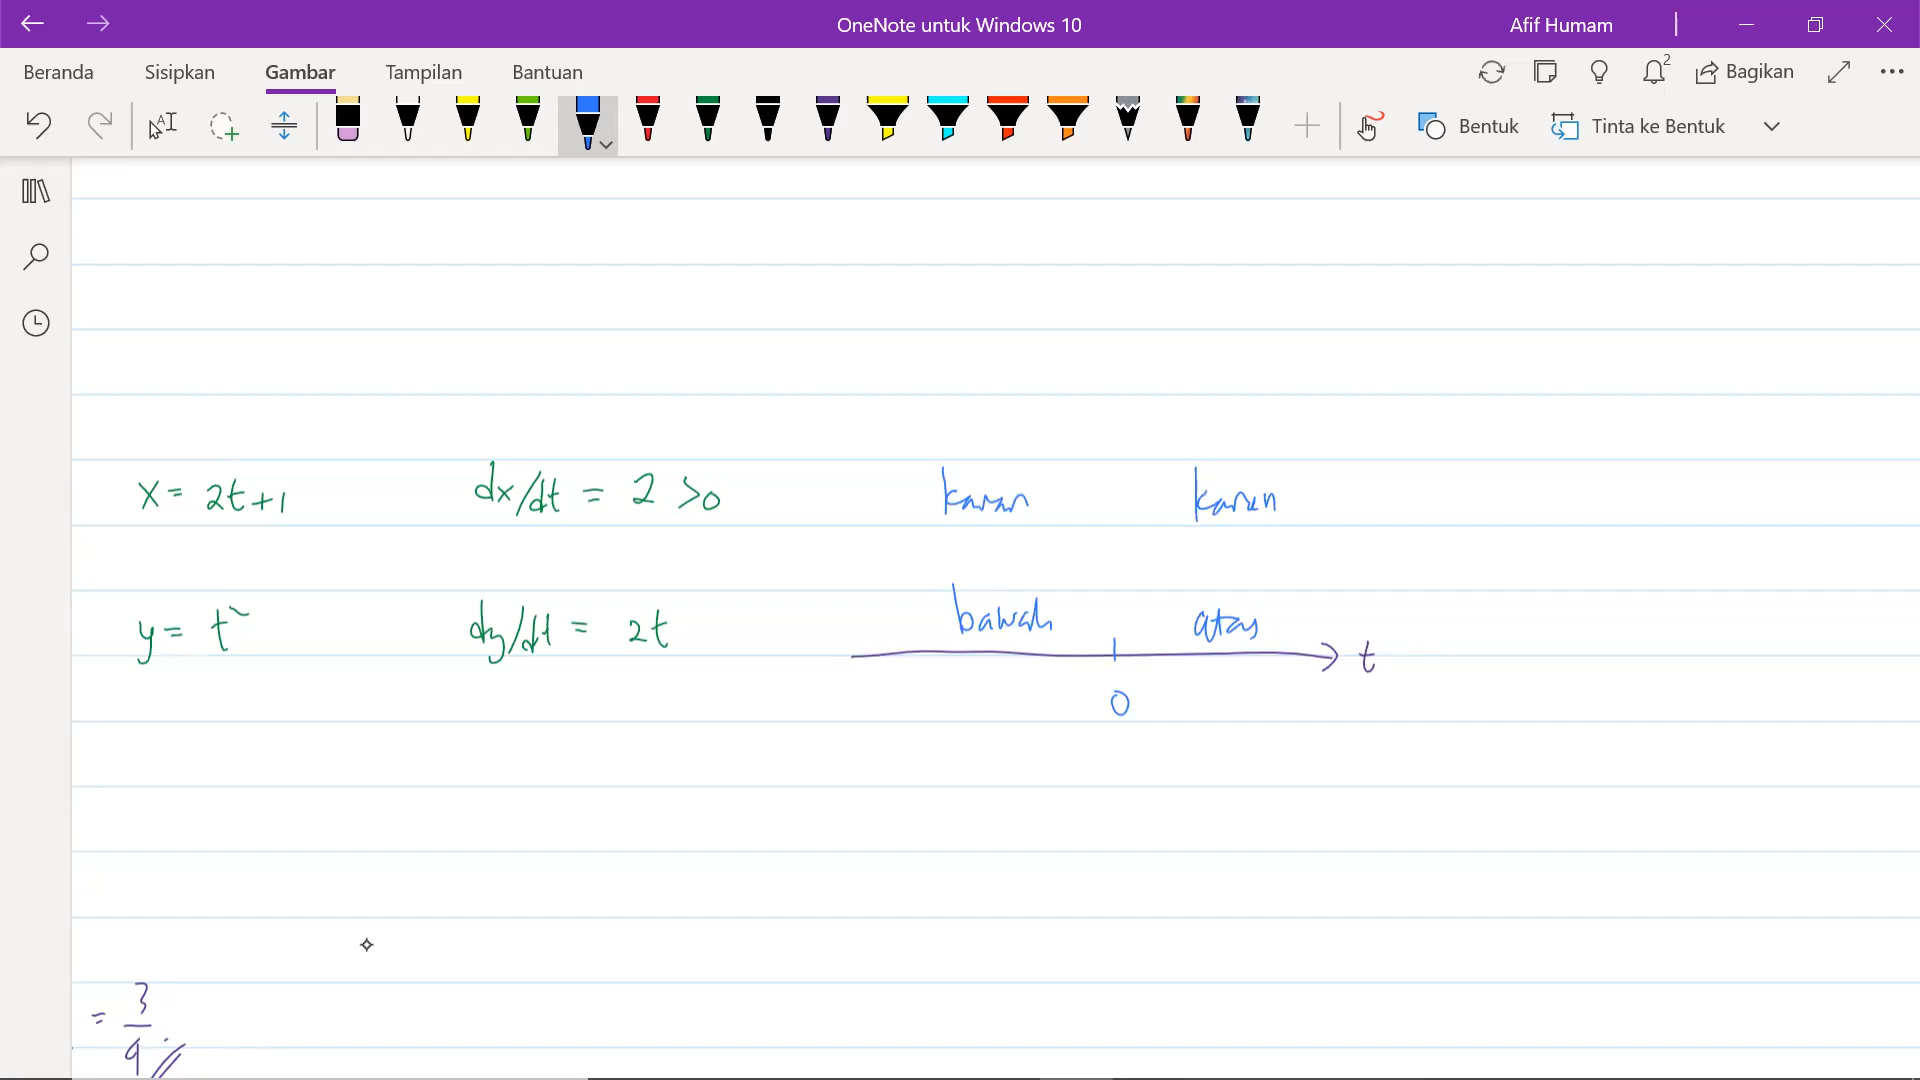 OneNote untuk Windows 10
Afif Humam
Beranda Sisipkan Gambar Tampilan Bantuan
2
Bagikan
Bentuk Tinta ke Bentuk
x = 2t+1 dx/dt = 2 >0 kanan kanan
y = t² dy/dt = 2t bawah atas
t
0
= 3/4